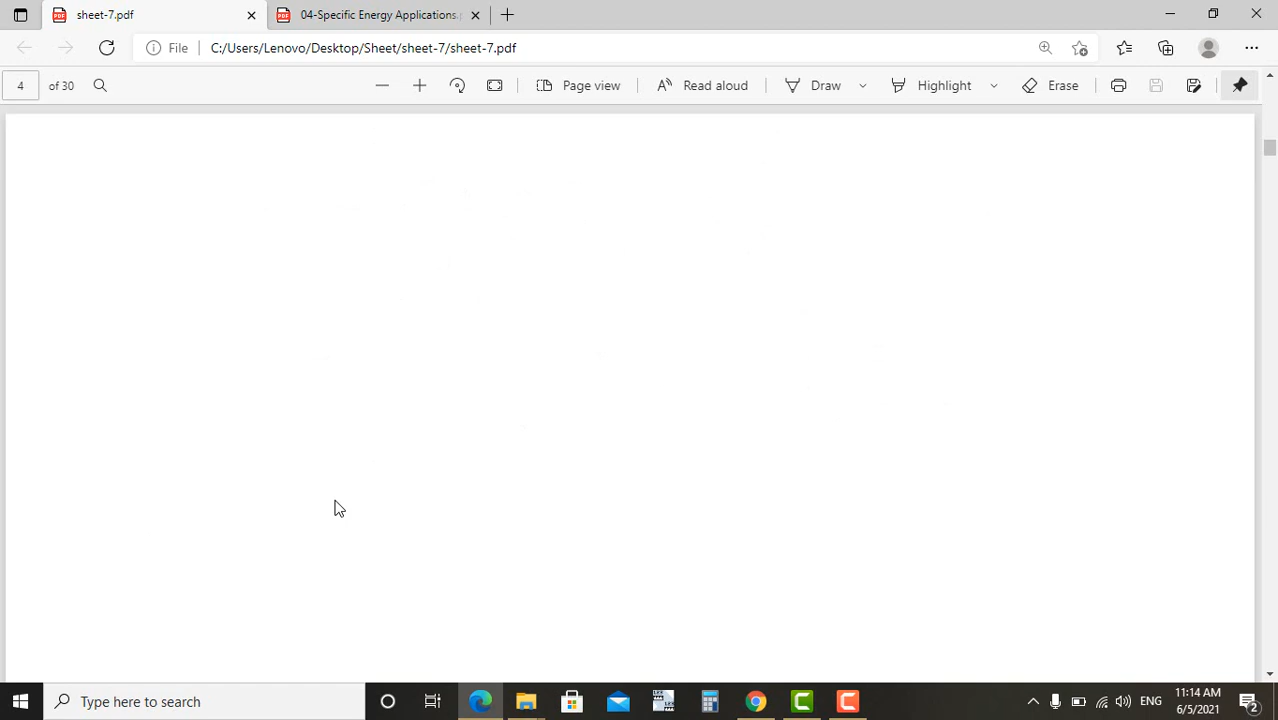 sheet-7.pdf
04-Specific Energy Applications.
File
C:/Users/Lenovo/Desktop/Sheet/sheet-7/sheet-7.pdf
4 of 30
Page view
Read aloud
Draw
Highlight
Erase
Type here to search
ENG
11:14 AM
6/5/2021
2